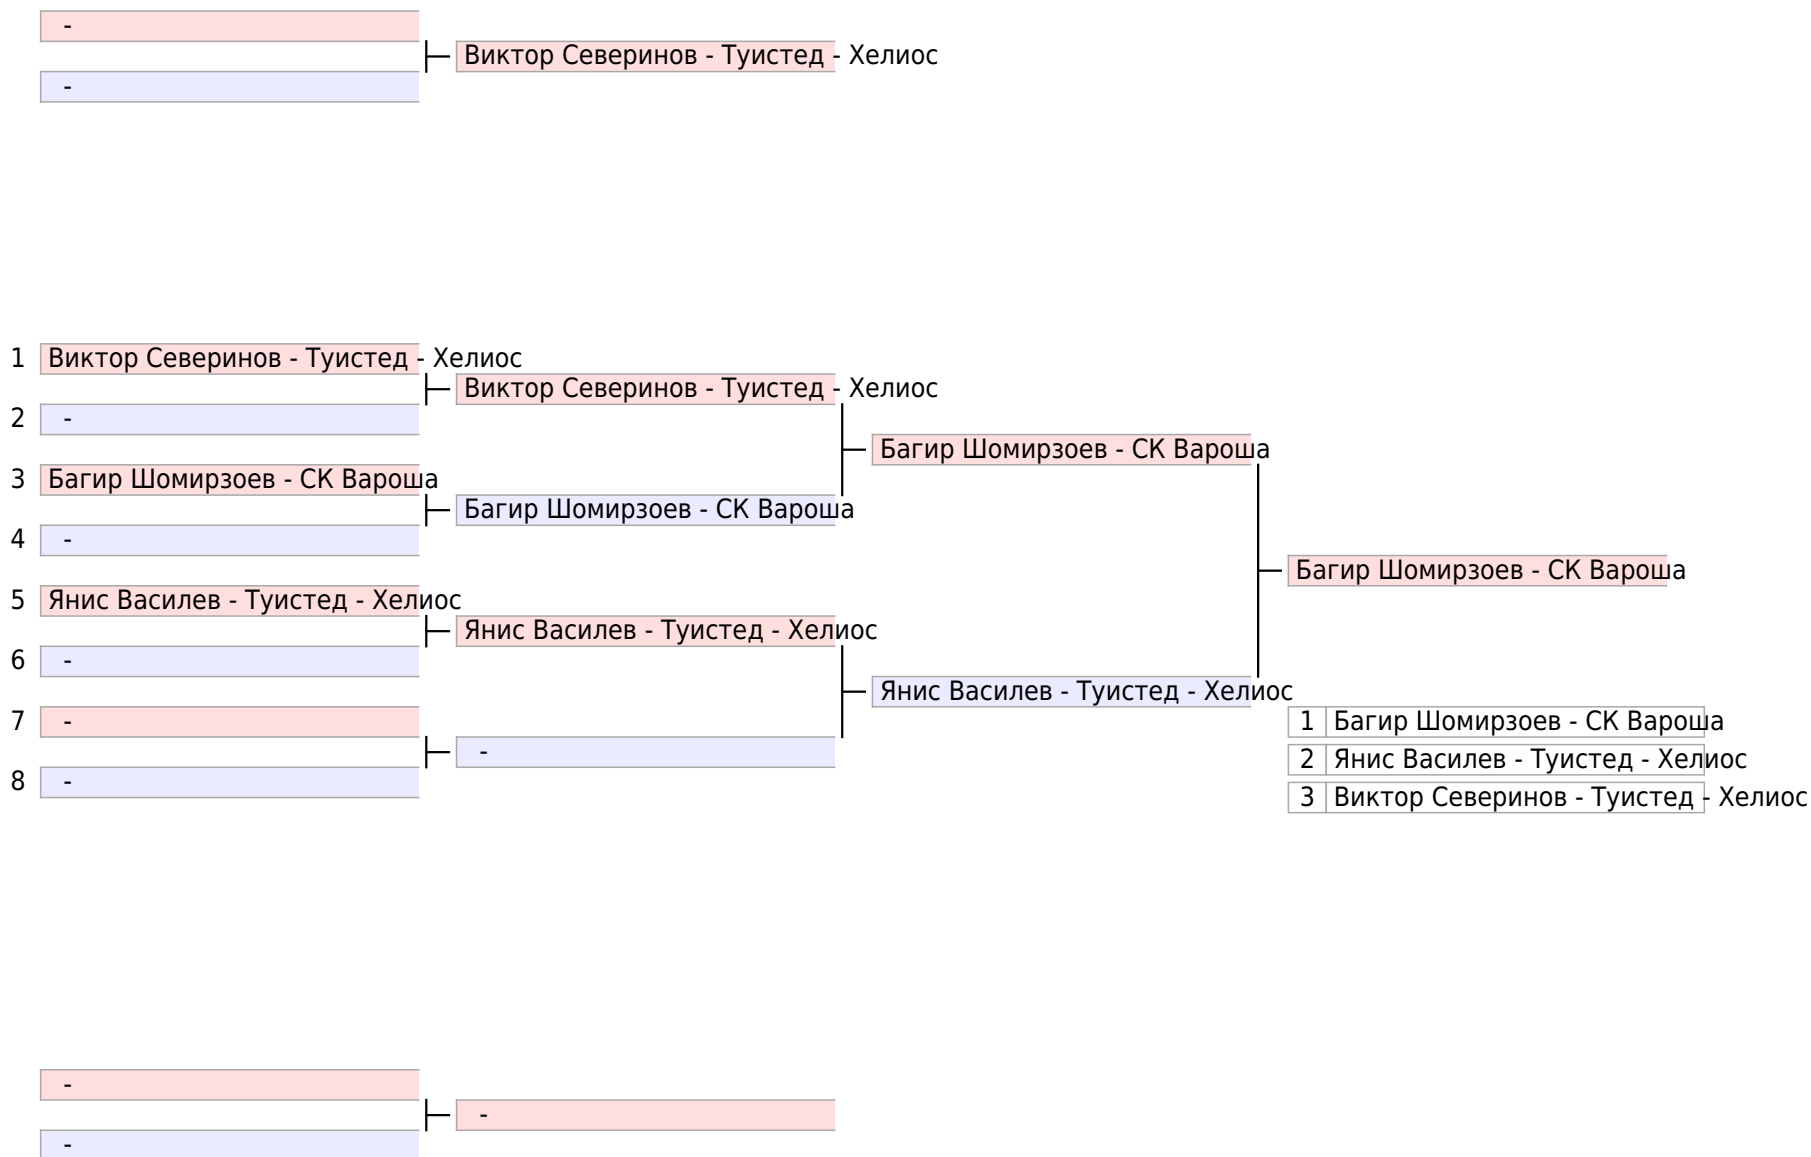 -
Виктор Северинов - Туистед - Хелиос
-
1 Виктор Северинов - Туистед - Хелиос
Виктор Северинов - Туистед - Хелиос
2 -
Багир Шомирзоев - СК Вароша
3 Багир Шомирзоев - СК Вароша
Багир Шомирзоев - СК Вароша
4 -
Багир Шомирзоев - СК Вароша
5 Янис Василев - Туистед - Хелиос
Янис Василев - Туистед - Хелиос
6 -
Янис Василев - Туистед - Хелиос
7 -
1 Багир Шомирзоев - СК Вароша
-
2 Янис Василев - Туистед - Хелиос
8 -
3 Виктор Северинов - Туистед - Хелиос
-
-
-